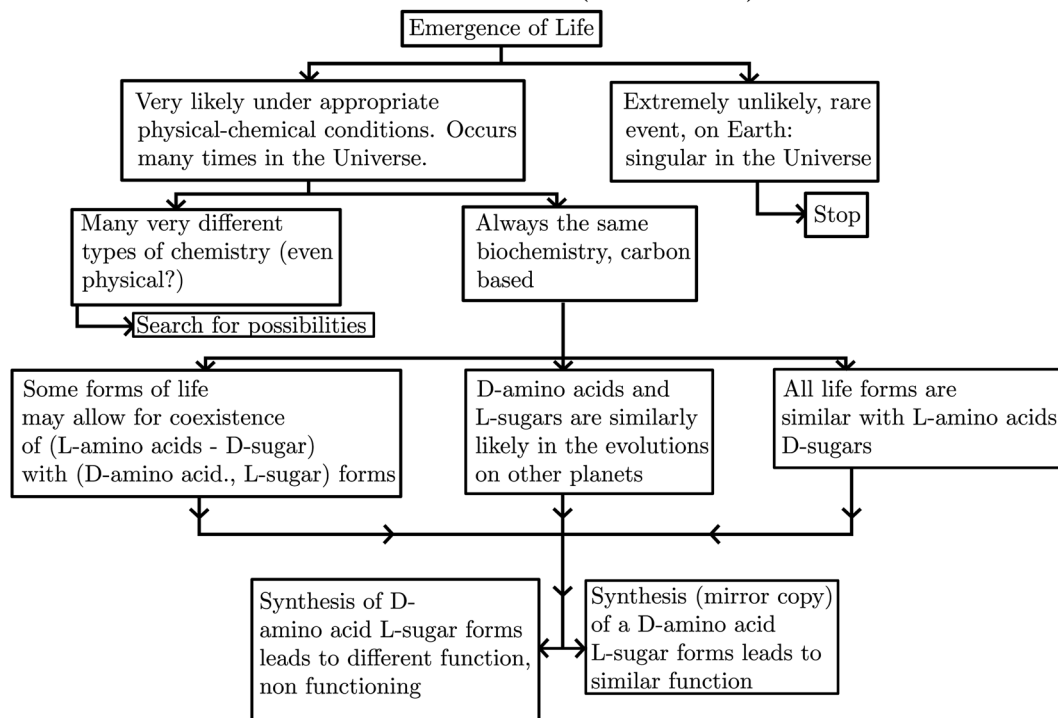 Emergence of Life
Very likely under appropriate
physical-chemical conditions. Occurs
many times in the Universe.
Extremely unlikely, rare
event, on Earth:
singular in the Universe
Stop
Many very different
types of chemistry (even
physical?)
Search for possibilities
Always the same
biochemistry, carbon
based
Some forms of life
may allow for coexistence
of (L-amino acids - D-sugar)
with (D-amino acid., L-sugar) forms
D-amino acids and
L-sugars are similarly
likely in the evolutions
on other planets
All life forms are
similar with L-amino acids
D-sugars
Synthesis of D-
amino acid L-sugar forms
leads to different function,
non functioning
Synthesis (mirror copy)
of a D-amino acid
L-sugar forms leads to
similar function